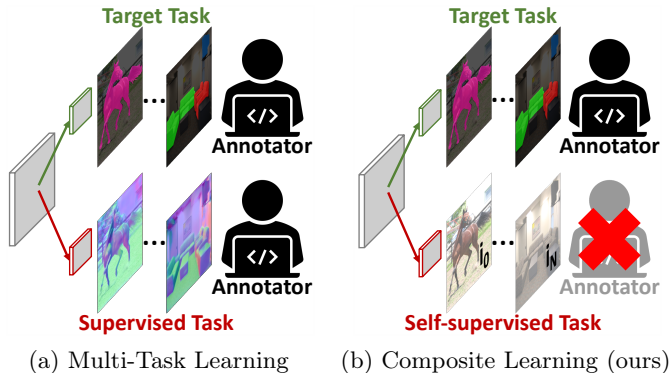 Target Task
</>
Annotator
</>
Annotator
Supervised Task
(a) Multi-Task Learning
Target Task
</>
Annotator
i0
iN
</>
Annotator
Self-supervised Task
(b) Composite Learning (ours)